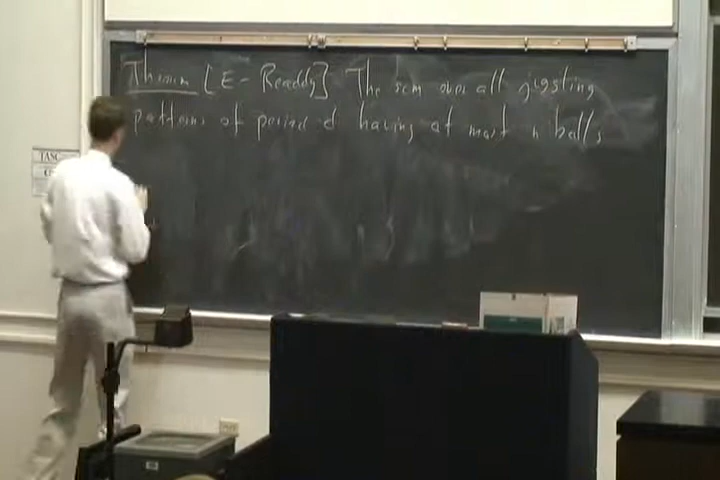 Theorem [E-Readdy] The sum over all juggling
patterns of period d having at most n balls